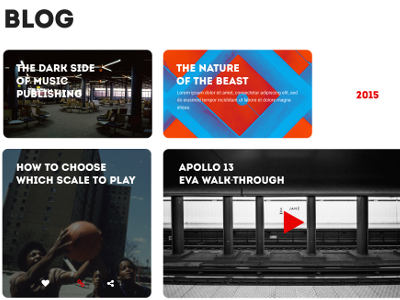 BLOG
THE DARK SIDE
OF MUSIC
PUBLISHING
THE NATURE
OF THE BEAST
Lorem ipsum dolor sit amet, consectetur adipiscing elit, sed
do eiusmod tempor incididunt ut labore et dolore magna
aliqua.
2015
HOW TO CHOOSE
WHICH SCALE TO PLAY
APOLLO 13
EVA WALK-THROUGH